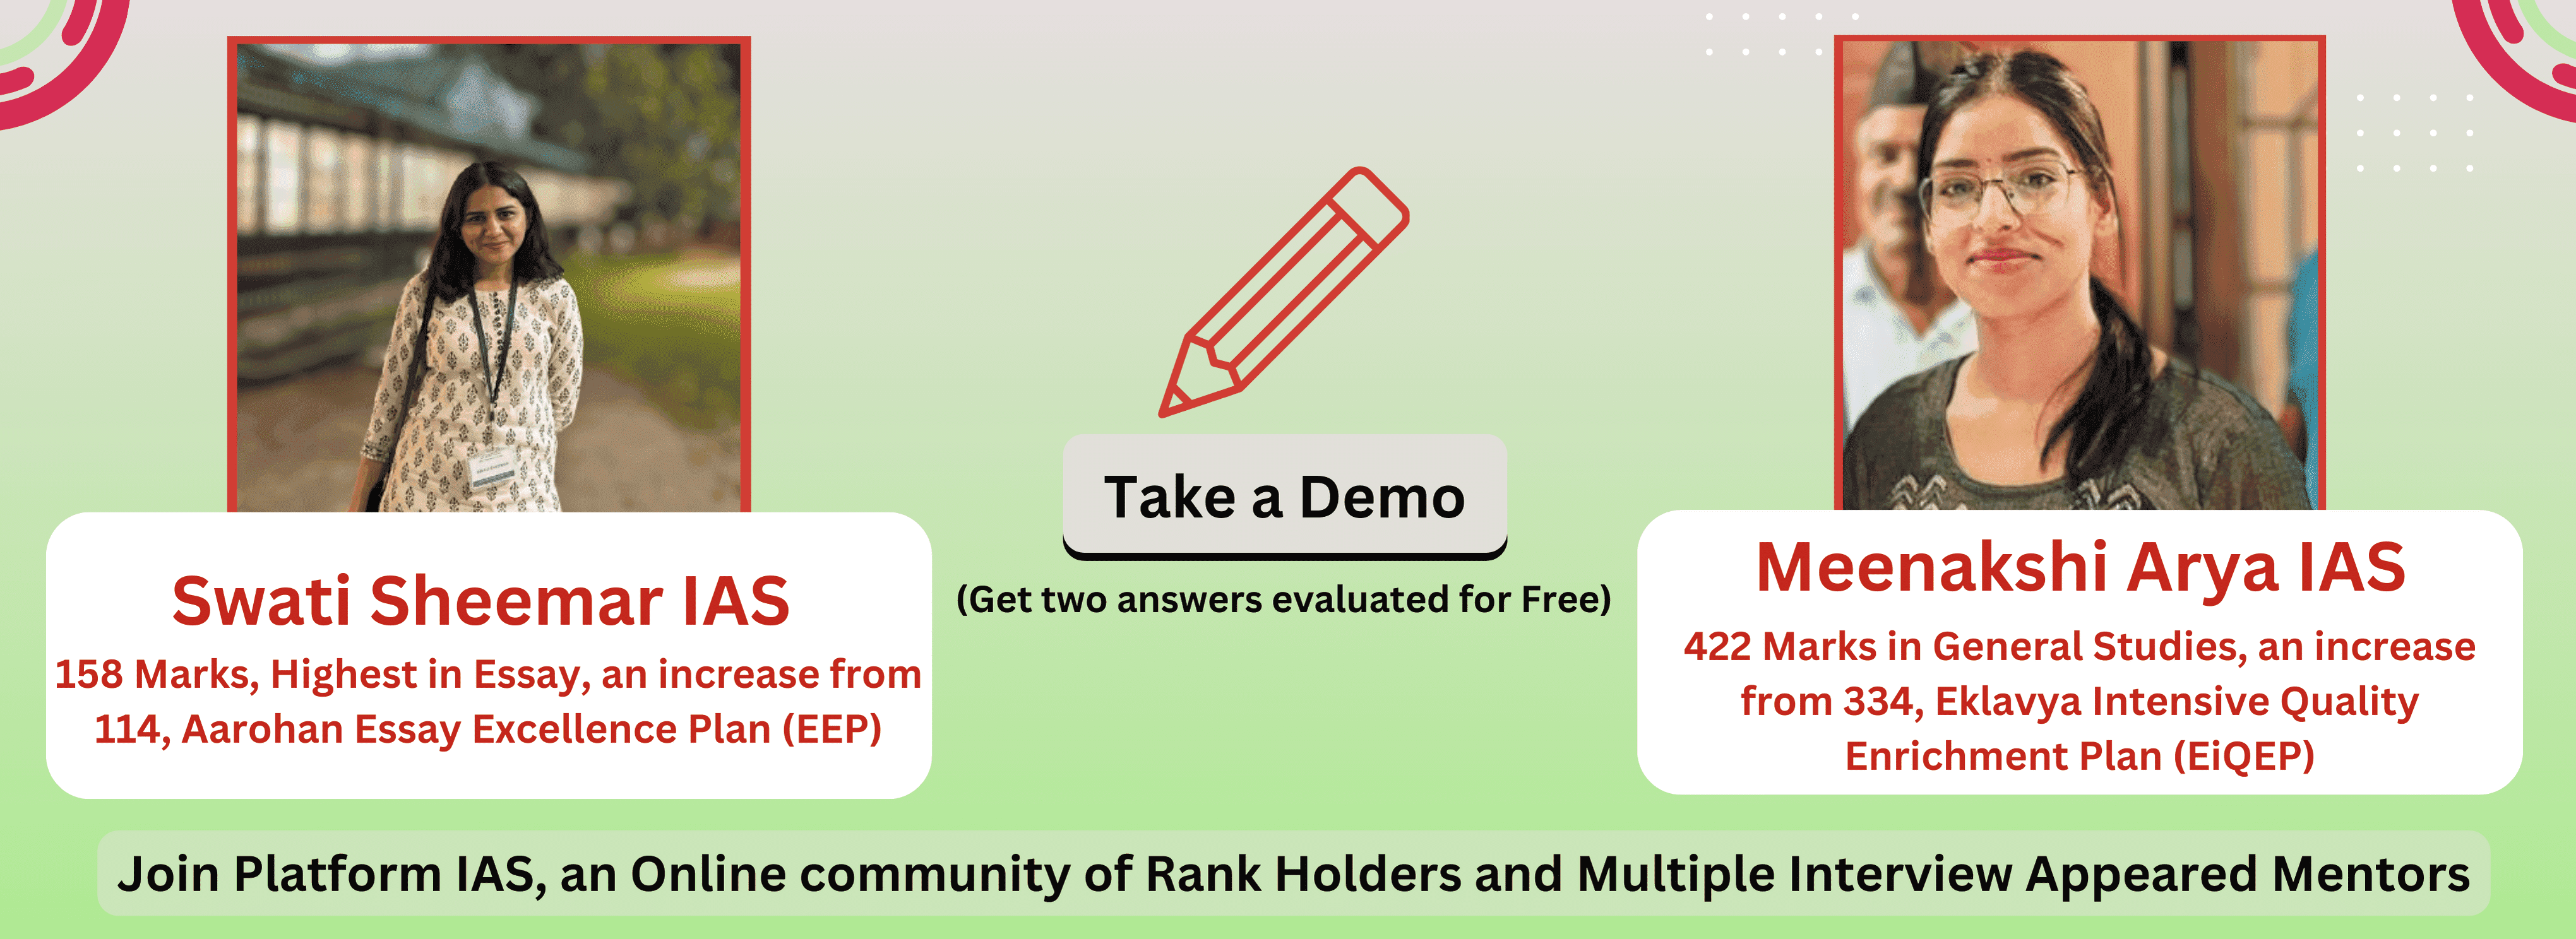 Swati Sheemar IAS
158 Marks, Highest in Essay, an increase from
114, Aarohan Essay Excellence Plan (EEP)
Take a Demo
(Get two answers evaluated for Free)
Meenakshi Arya IAS
422 Marks in General Studies, an increase
from 334, Eklavya Intensive Quality
Enrichment Plan (EiQEP)
Join Platform IAS, an Online community of Rank Holders and Multiple Interview Appeared Mentors